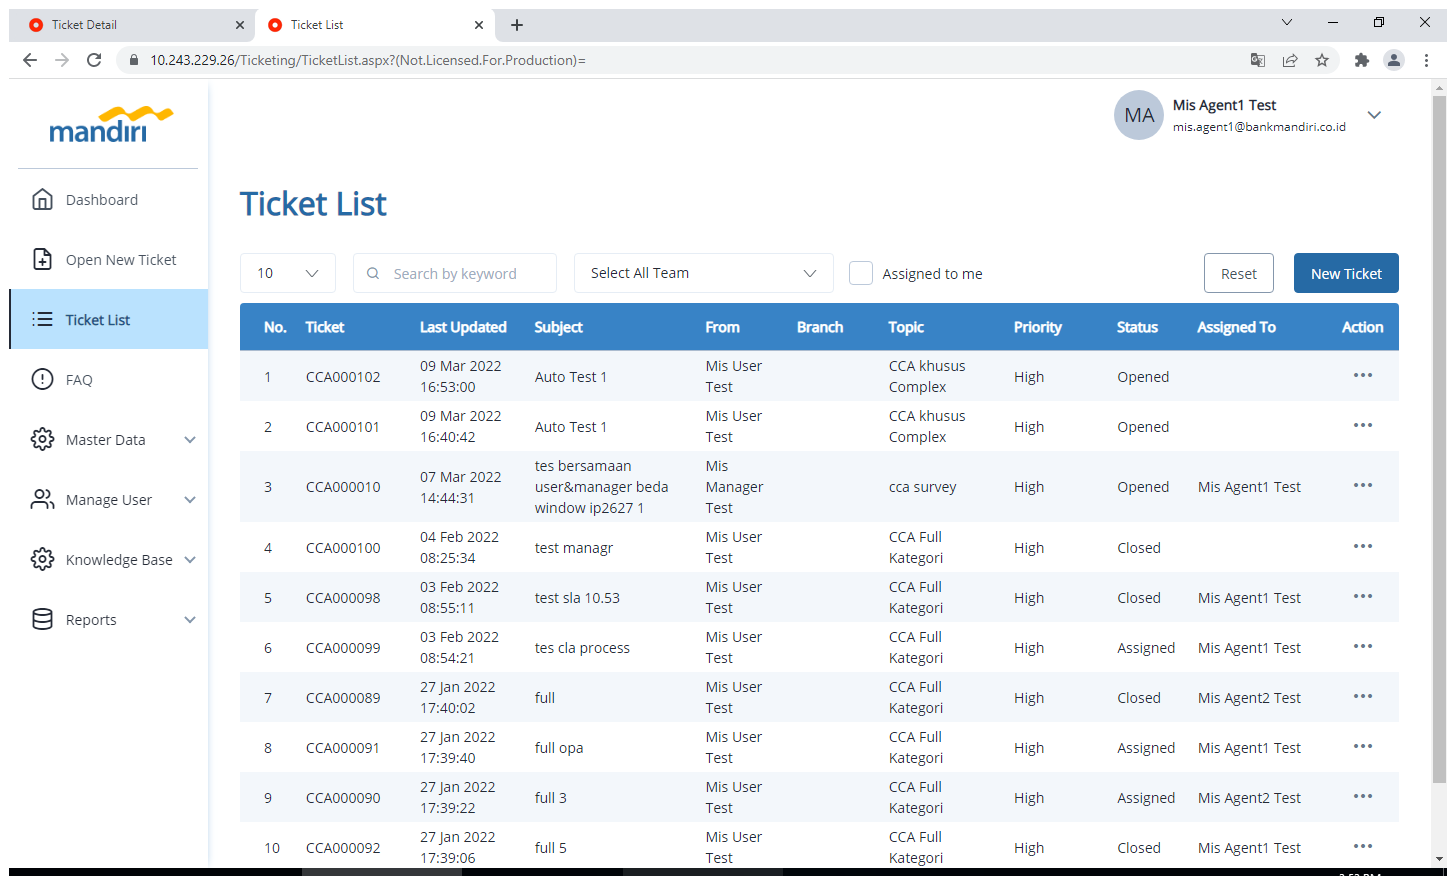 Ticket Detail
Ticket List
10.243.229.26/Ticketing/TicketList.aspx?(Not.Licensed.For.Production)=
mandiri
MA
Mis Agent1 Test
mis.agent1@bankmandiri.co.id
Dashboard
Open New Ticket
Ticket List
FAQ
Master Data
Manage User
Knowledge Base
Reports
Ticket List
10
Search by keyword
Select All Team
Assigned to me
Reset
New Ticket
No. Ticket Last Updated Subject From Branch Topic Priority Status Assigned To Action
1 CCA000102 09 Mar 2022 16:53:00 Auto Test 1 Mis User Test CCA khusus Complex High Opened
2 CCA000101 09 Mar 2022 16:40:42 Auto Test 1 Mis User Test CCA khusus Complex High Opened
3 CCA000010 07 Mar 2022 14:44:31 tes bersamaan user&manager beda window ip2627 1 Mis Manager Test cca survey High Opened Mis Agent1 Test
4 CCA000100 04 Feb 2022 08:25:34 test managr Mis User Test CCA Full Kategori High Closed
5 CCA000098 03 Feb 2022 08:55:11 test sla 10.53 Mis User Test CCA Full Kategori High Closed Mis Agent1 Test
6 CCA000099 03 Feb 2022 08:54:21 tes cla process Mis User Test CCA Full Kategori High Assigned Mis Agent1 Test
7 CCA000089 27 Jan 2022 17:40:02 full Mis User Test CCA Full Kategori High Closed Mis Agent2 Test
8 CCA000091 27 Jan 2022 17:39:40 full opa Mis User Test CCA Full Kategori High Assigned Mis Agent1 Test
9 CCA000090 27 Jan 2022 17:39:22 full 3 Mis User Test CCA Full Kategori High Assigned Mis Agent2 Test
10 CCA000092 27 Jan 2022 17:39:06 full 5 Mis User Test CCA Full Kategori High Closed Mis Agent1 Test